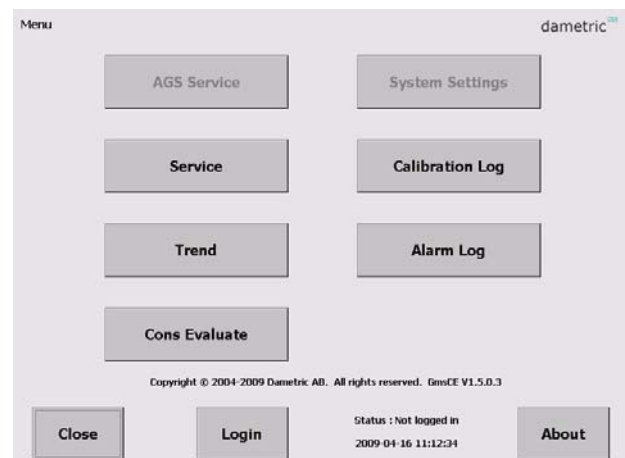 Menu
dametric
AGS Service
System Settings
Service
Calibration Log
Trend
Alarm Log
Cons Evaluate
Copyright © 2004-2009 Dametric AB. All rights reserved. GmsCE V1.5.0.3
Close
Login
Status : Not logged in
2009-04-16 11:12:34
About